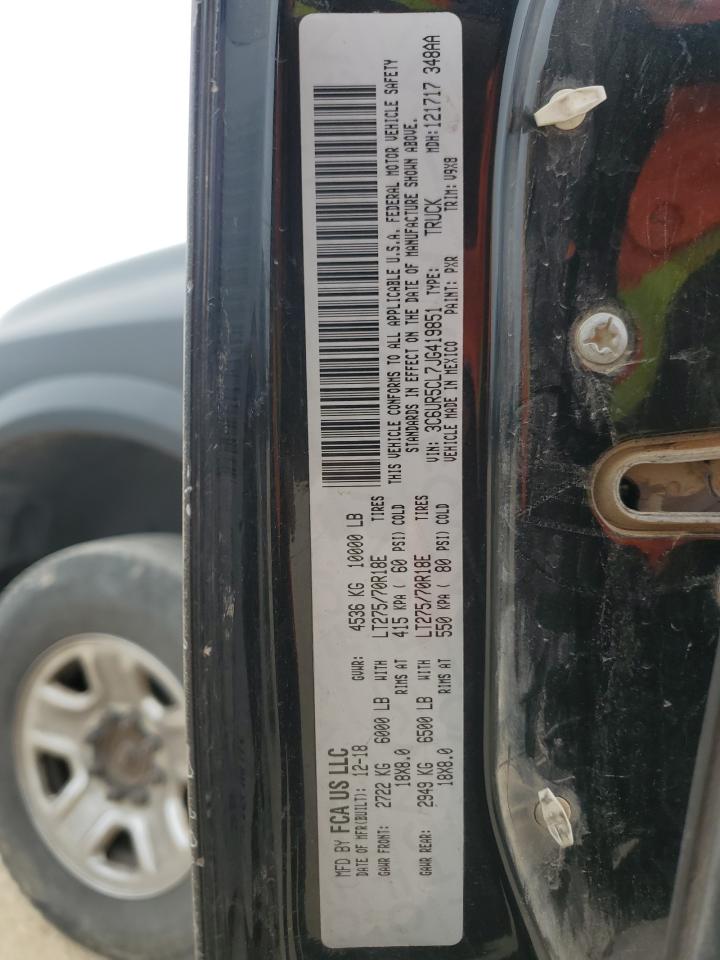 MFD BY FCA US LLC
DATE OF MFR(BUILT): 12-18 GVWR: 4536 KG 10000 LB
GAWR FRONT: 2722 KG 6000 LB WITH LT275/70R18E TIRES
18X8.0 RIMS AT 415 KPA ( 60 PSI) COLD
GAWR REAR: 2949 KG 6500 LB WITH LT275/70R18E TIRES
18X8.0 RIMS AT 550 KPA ( 80 PSI) COLD
THIS VEHICLE CONFORMS TO ALL APPLICABLE U.S.A. FEDERAL MOTOR VEHICLE SAFETY
STANDARDS IN EFFECT ON THE DATE OF MANUFACTURE SHOWN ABOVE.
VIN: 3C6UR5CL7JG419851 TYPE: TRUCK MDH:121717 348AA
VEHICLE MADE IN MEXICO PAINT: PXR TRIM: V9X8